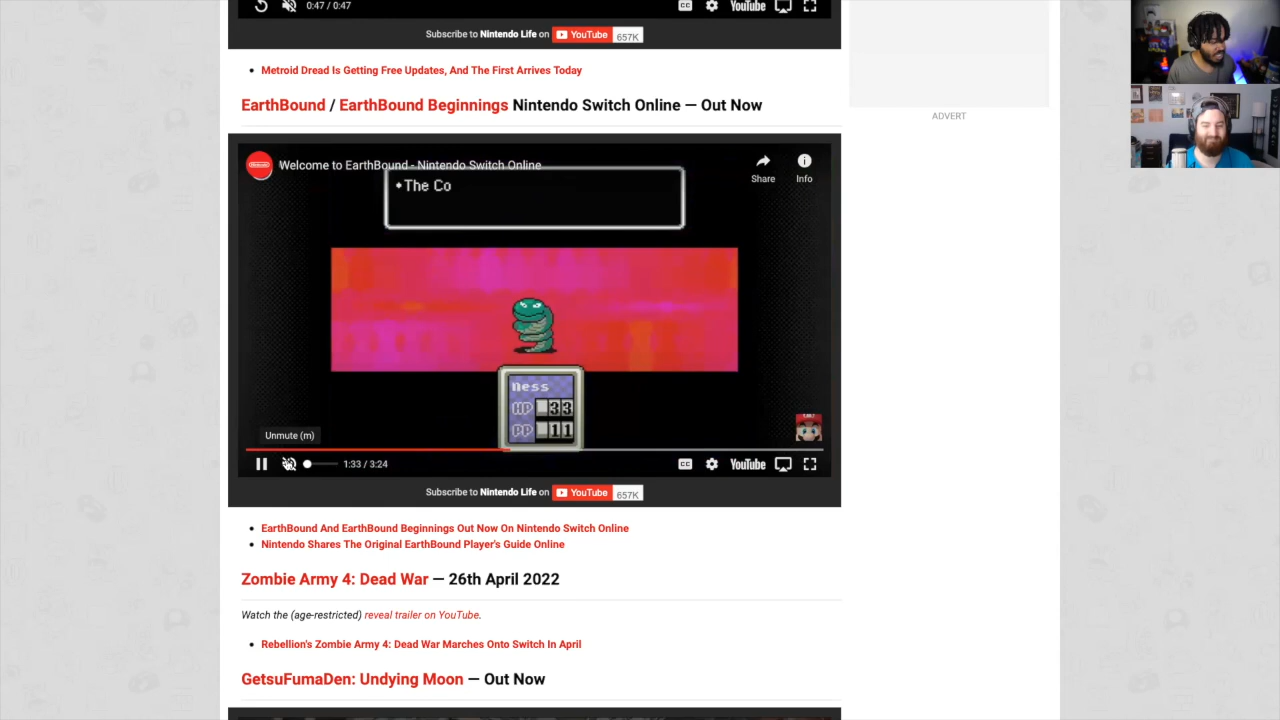 0:47 / 0:47
CC
YouTube
Subscribe to Nintendo Life on YouTube 657K
Metroid Dread Is Getting Free Updates, And The First Arrives Today
EarthBound / EarthBound Beginnings Nintendo Switch Online — Out Now
ADVERT
Nintendo
Welcome to EarthBound - Nintendo Switch Online
Share
Info
The Co
Ness
HP 33
PP 11
Unmute (m)
1:33 / 3:24
CC
YouTube
Subscribe to Nintendo Life on YouTube 657K
EarthBound And EarthBound Beginnings Out Now On Nintendo Switch Online
Nintendo Shares The Original EarthBound Player's Guide Online
Zombie Army 4: Dead War — 26th April 2022
Watch the (age-restricted) reveal trailer on YouTube.
Rebellion's Zombie Army 4: Dead War Marches Onto Switch In April
GetsuFumaDen: Undying Moon — Out Now